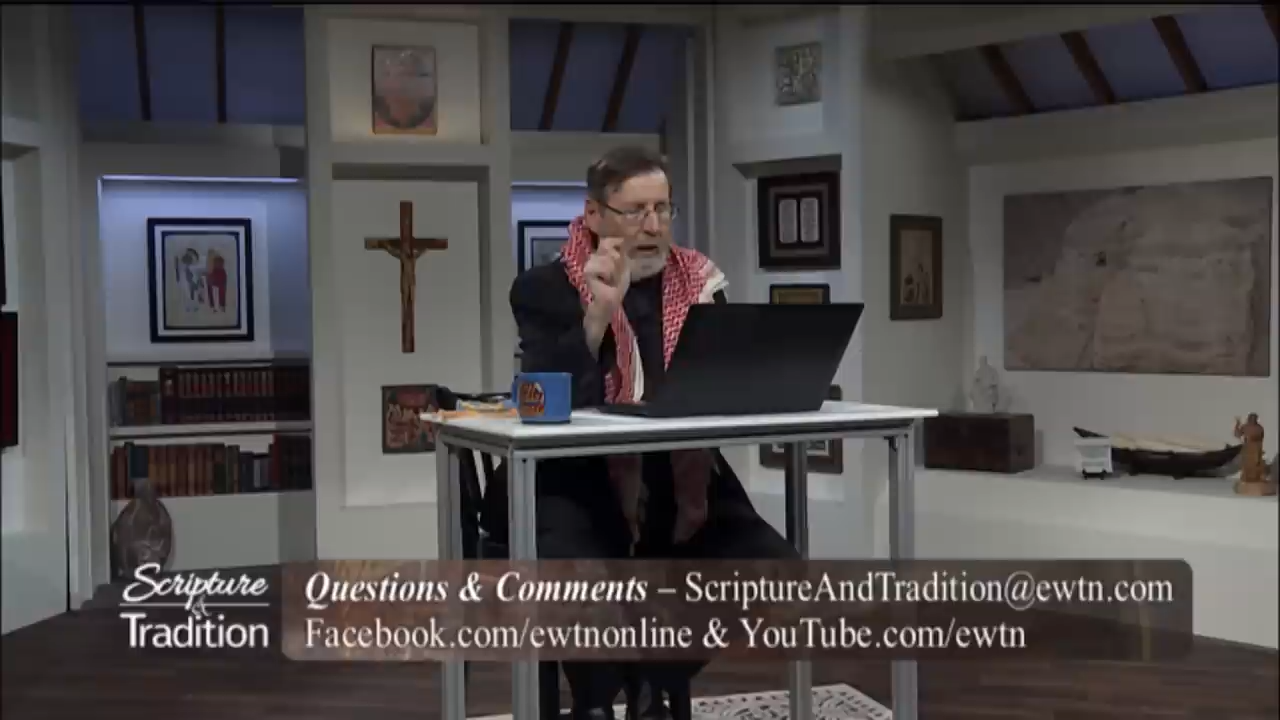 Scripture
&
Tradition
Questions & Comments – ScriptureAndTradition@ewtn.com
Facebook.com/ewtnonline & YouTube.com/ewtn